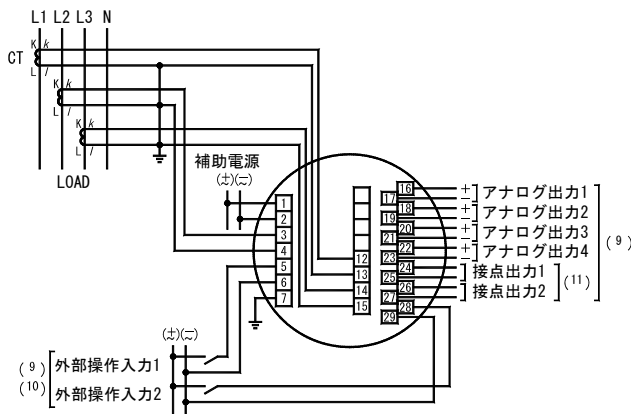 L1 L2 L3 N
CT
K k
L l
K k
L l
K k
L l
LOAD
補助電源
(±)(−)
1
2
3
4
5
6
7
12
13
14
15
16
17
18
19
20
21
22
23
24
25
26
27
28
29
+
− アナログ出力1
+
− アナログ出力2
+
− アナログ出力3
+
− アナログ出力4
(9)
接点出力1
接点出力2
(11)
(±)(−)
(9)
(10)
外部操作入力1
外部操作入力2